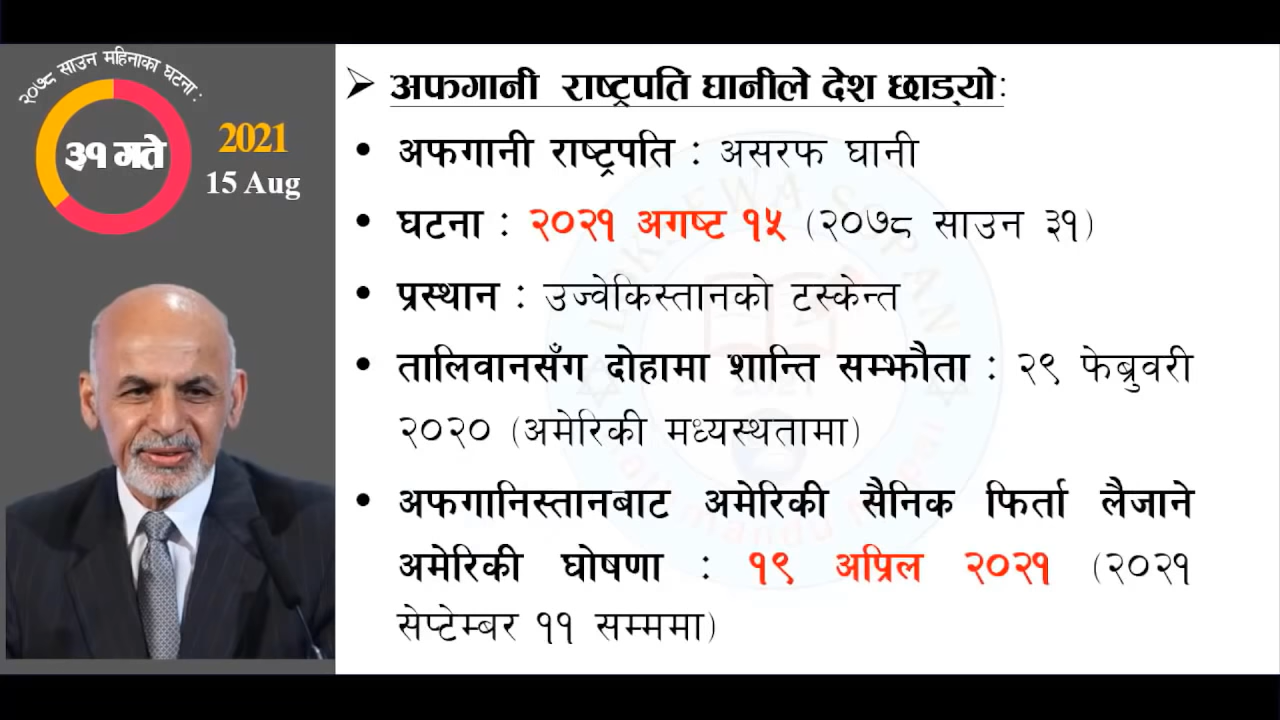 २०७८ साउन महिनाका घटना :
३१ गते
2021
15 Aug
➢ अफगानी राष्ट्रपति घानीले देश छाड्यो:
• अफगानी राष्ट्रपति : असरफ घानी
• घटना : २०२१ अगष्ट १५ (२०७८ साउन ३१)
• प्रस्थान : उज्वेकिस्तानको टस्केन्त
• तालिवानसँग दोहामा शान्ति सम्झौता : २९ फेब्रुवरी
२०२० (अमेरिकी मध्यस्थतामा)
• अफगानिस्तानबाट अमेरिकी सैनिक फिर्ता लैजाने
अमेरिकी घोषणा : १९ अप्रिल २०२१ (२०२१
सेप्टेम्बर ११ सम्ममा)